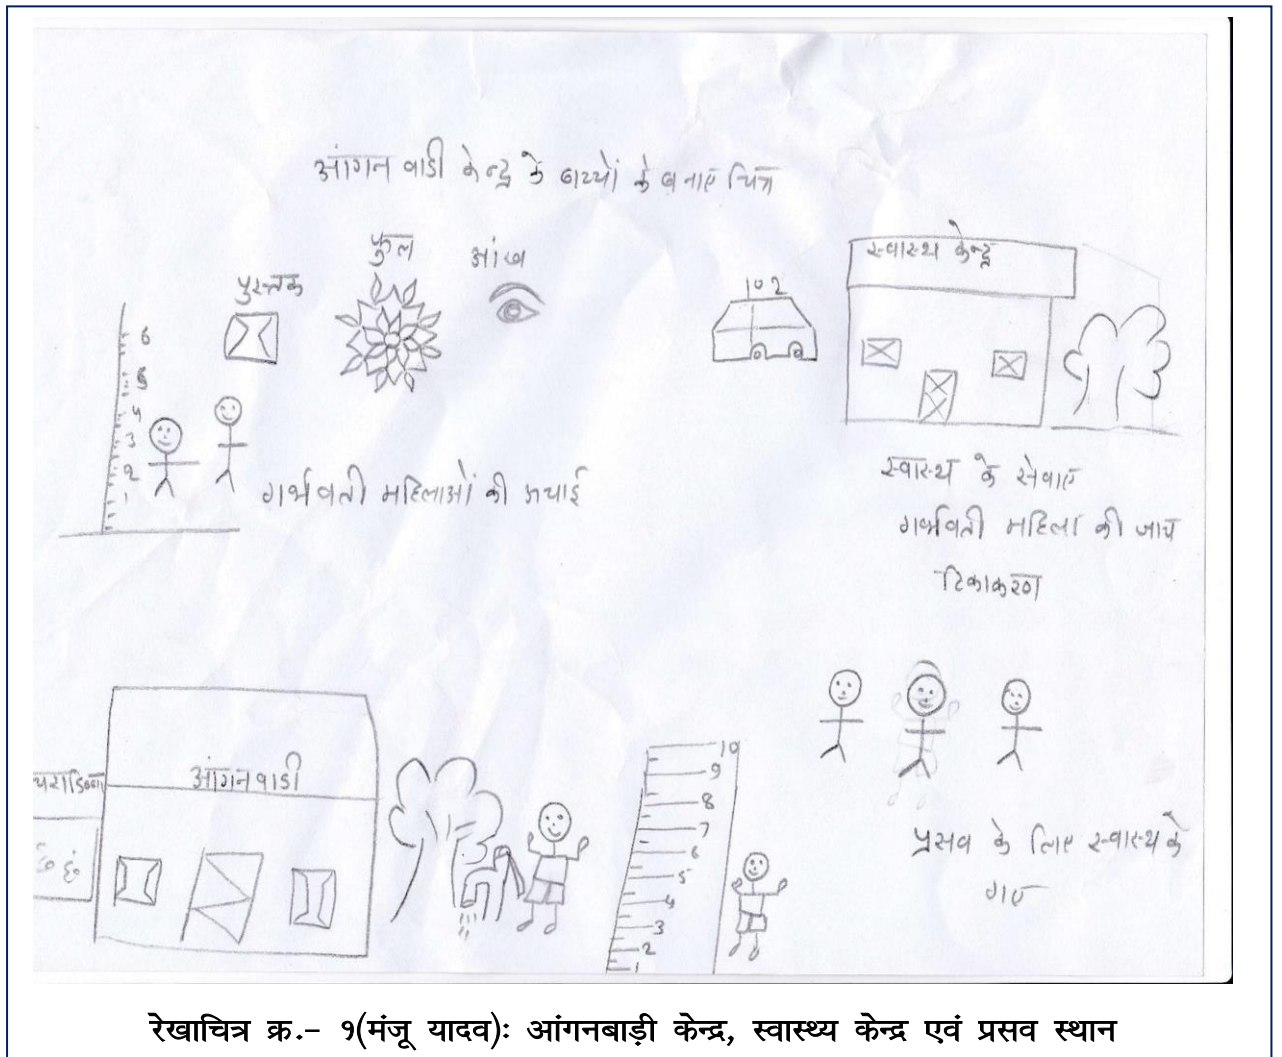 आंगन वाडी केन्द्र के बच्चों के बनाए चित्र
पुस्तक
फुल
आंख
102
स्वास्थ केन्द्र
6
5
4
3
2
1
गर्भवती महिलाओं की उचाई
स्वास्थ के सेवाए
गर्भवती महिला की जाच
टिकाकरण
आंगनवाडी
10
9
8
7
6
5
4
3
2
1
प्रसव के लिए स्वास्थ के
गए
रेखाचित्र क्र.– १(मंजू यादव): आंगनबाड़ी केन्द्र, स्वास्थ्य केन्द्र एवं प्रसव स्थान